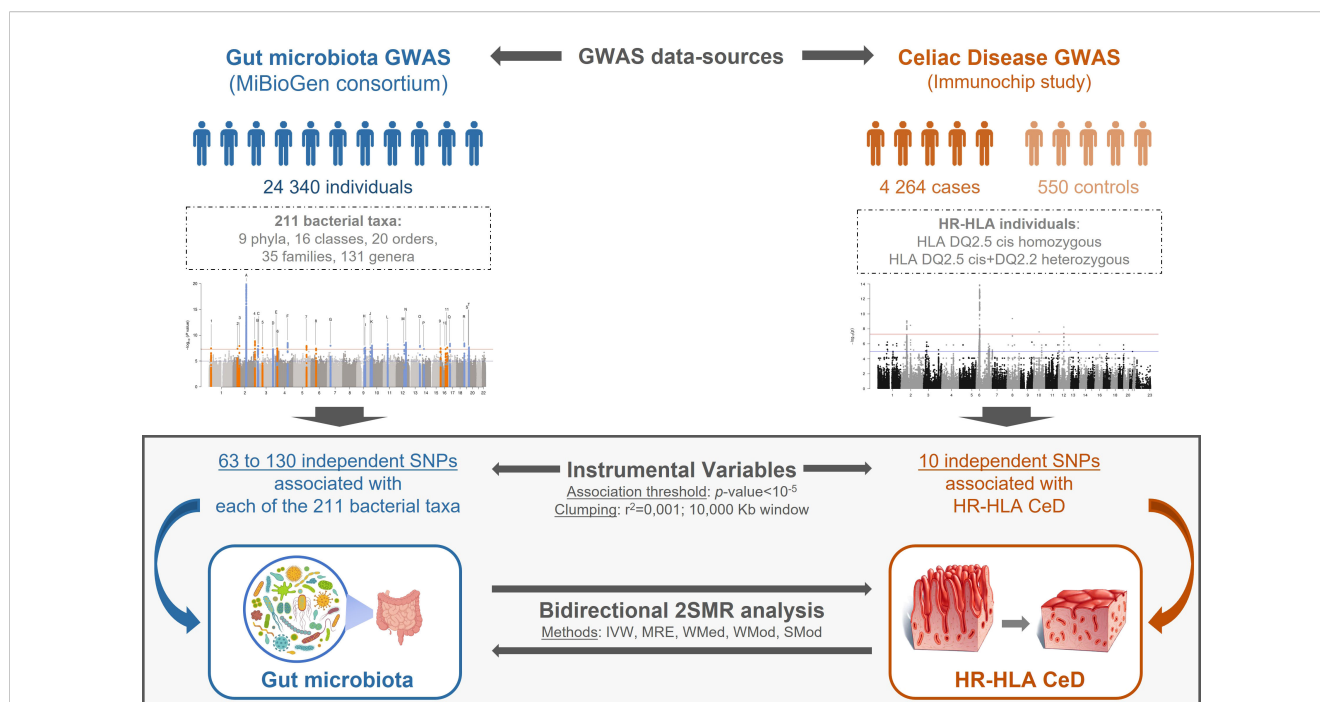 Gut microbiota GWAS
(MiBioGen consortium)
GWAS data-sources
Celiac Disease GWAS
(Immunochip study)
24 340 individuals
4 264 cases
550 controls
211 bacterial taxa:
9 phyla, 16 classes, 20 orders,
35 families, 131 genera
HR-HLA individuals:
HLA DQ2.5 cis homozygous
HLA DQ2.5 cis+DQ2.2 heterozygous
63 to 130 independent SNPs
associated with
each of the 211 bacterial taxa
Instrumental Variables
Association threshold: p-value<10-5
Clumping: r2=0,001; 10,000 Kb window
10 independent SNPs
associated with
HR-HLA CeD
Bidirectional 2SMR analysis
Methods: IVW, MRE, WMed, WMod, SMod
Gut microbiota
HR-HLA CeD